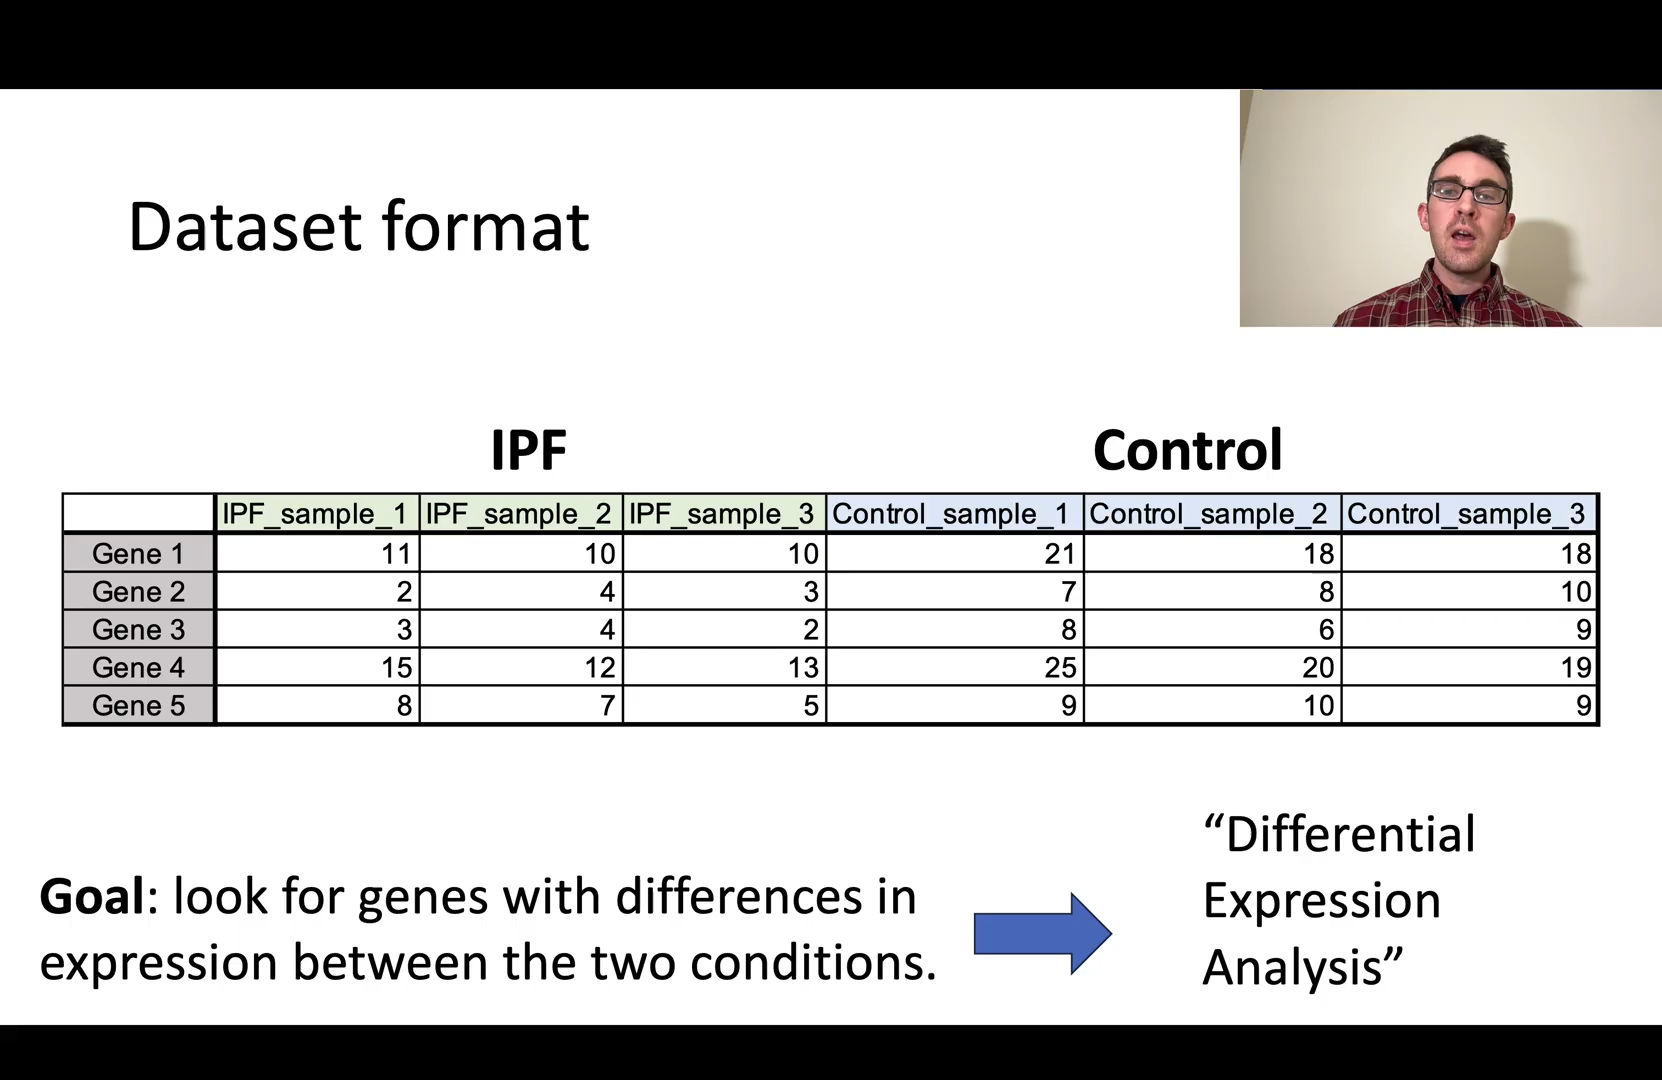 Dataset format
IPF Control
IPF_sample_1 IPF_sample_2 IPF_sample_3 Control_sample_1 Control_sample_2 Control_sample_3
Gene 1 11 10 10 21 18 18
Gene 2 2 4 3 7 8 10
Gene 3 3 4 2 8 6 9
Gene 4 15 12 13 25 20 19
Gene 5 8 7 5 9 10 9
Goal: look for genes with differences in
expression between the two conditions.
“Differential
Expression
Analysis”